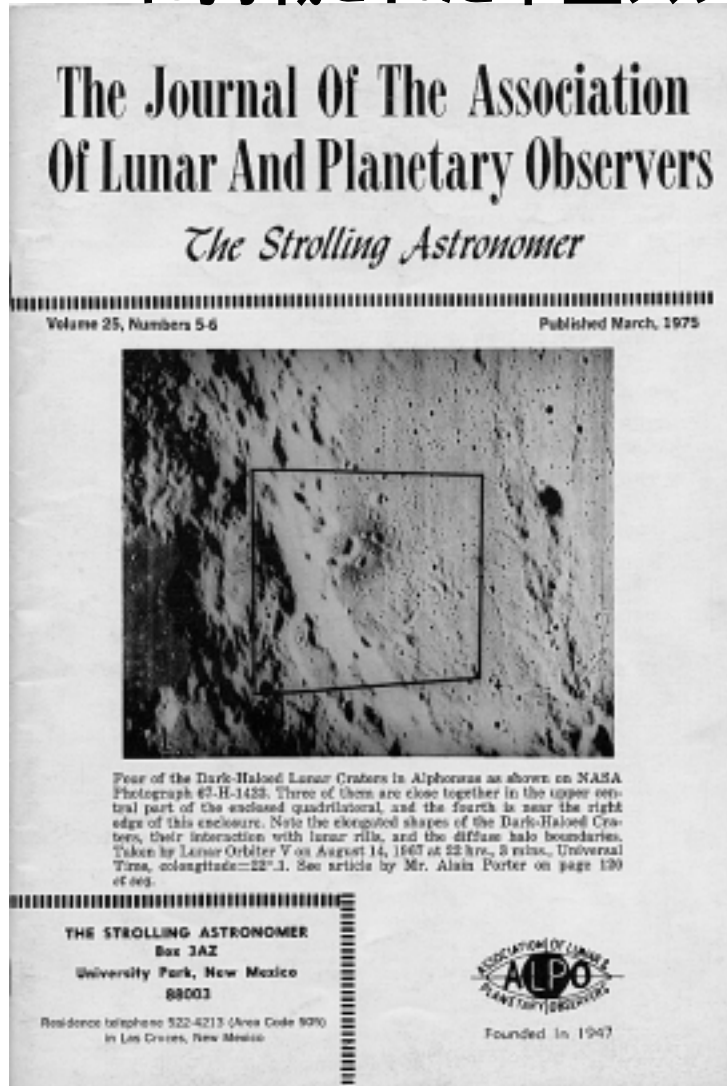 The Journal Of The Association
Of Lunar And Planetary Observers
The Strolling Astronomer
Volume 25, Numbers 5-6
Published March, 1975
Four of the Dark-Haloed Lunar Craters in Alphonsus as shown on NASA
Photograph 67-H-1423. Three of them are close together in the upper cen-
tral part of the enclosed quadrilateral, and the fourth is near the right
edge of this enclosure. Note the elongated shapes of the Dark-Haloed Cra-
ters, their interaction with lunar rills, and the diffuse halo boundaries.
Taken by Lunar Orbiter V on August 14, 1967 at 22 hrs., 3 mins., Universal
Time, colongitude=22°.1. See article by Mr. Alain Porter on page 120
et seq.
THE STROLLING ASTRONOMER
Box 3AZ
University Park, New Mexico
88003
Residence telephone 522-4213 (Area Code 505)
in Las Cruces, New Mexico
ASSOCIATION OF LUNAR &
ALPO
PLANETARY OBSERVERS
Founded In 1947